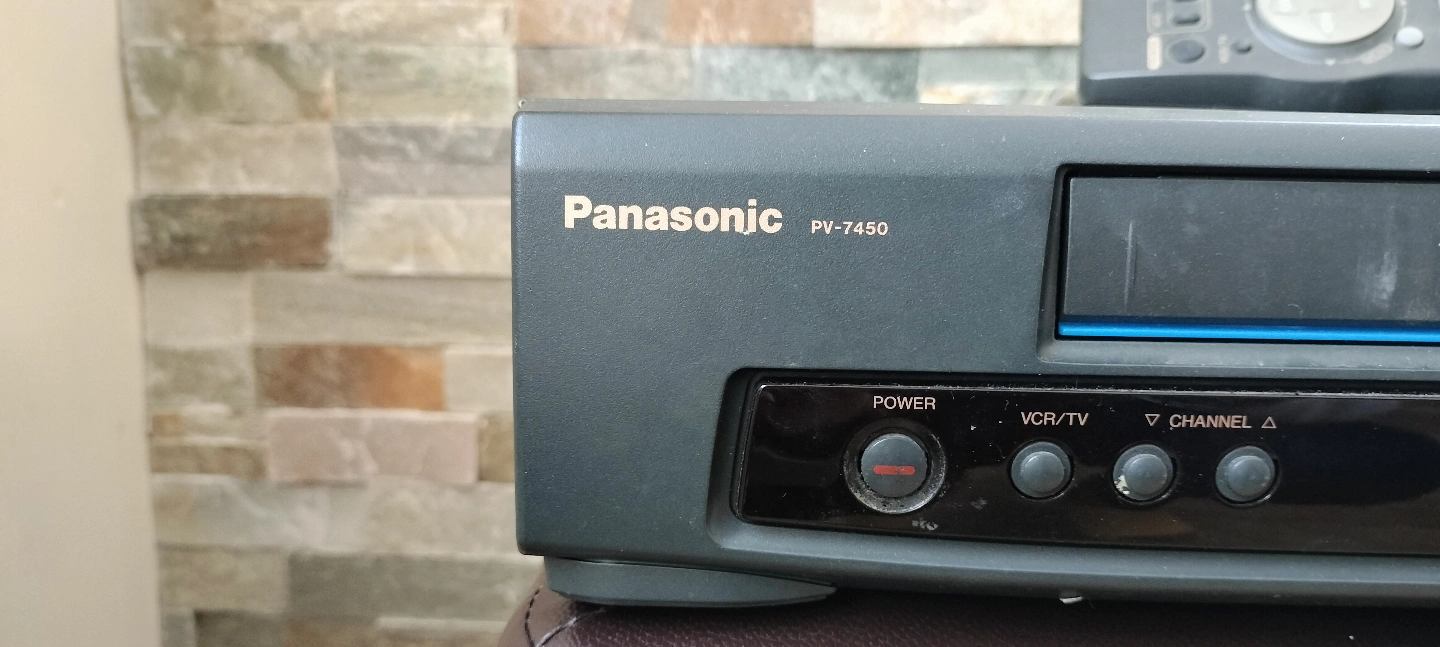 Panasonic PV-7450
POWER
VCR/TV
▽ CHANNEL △